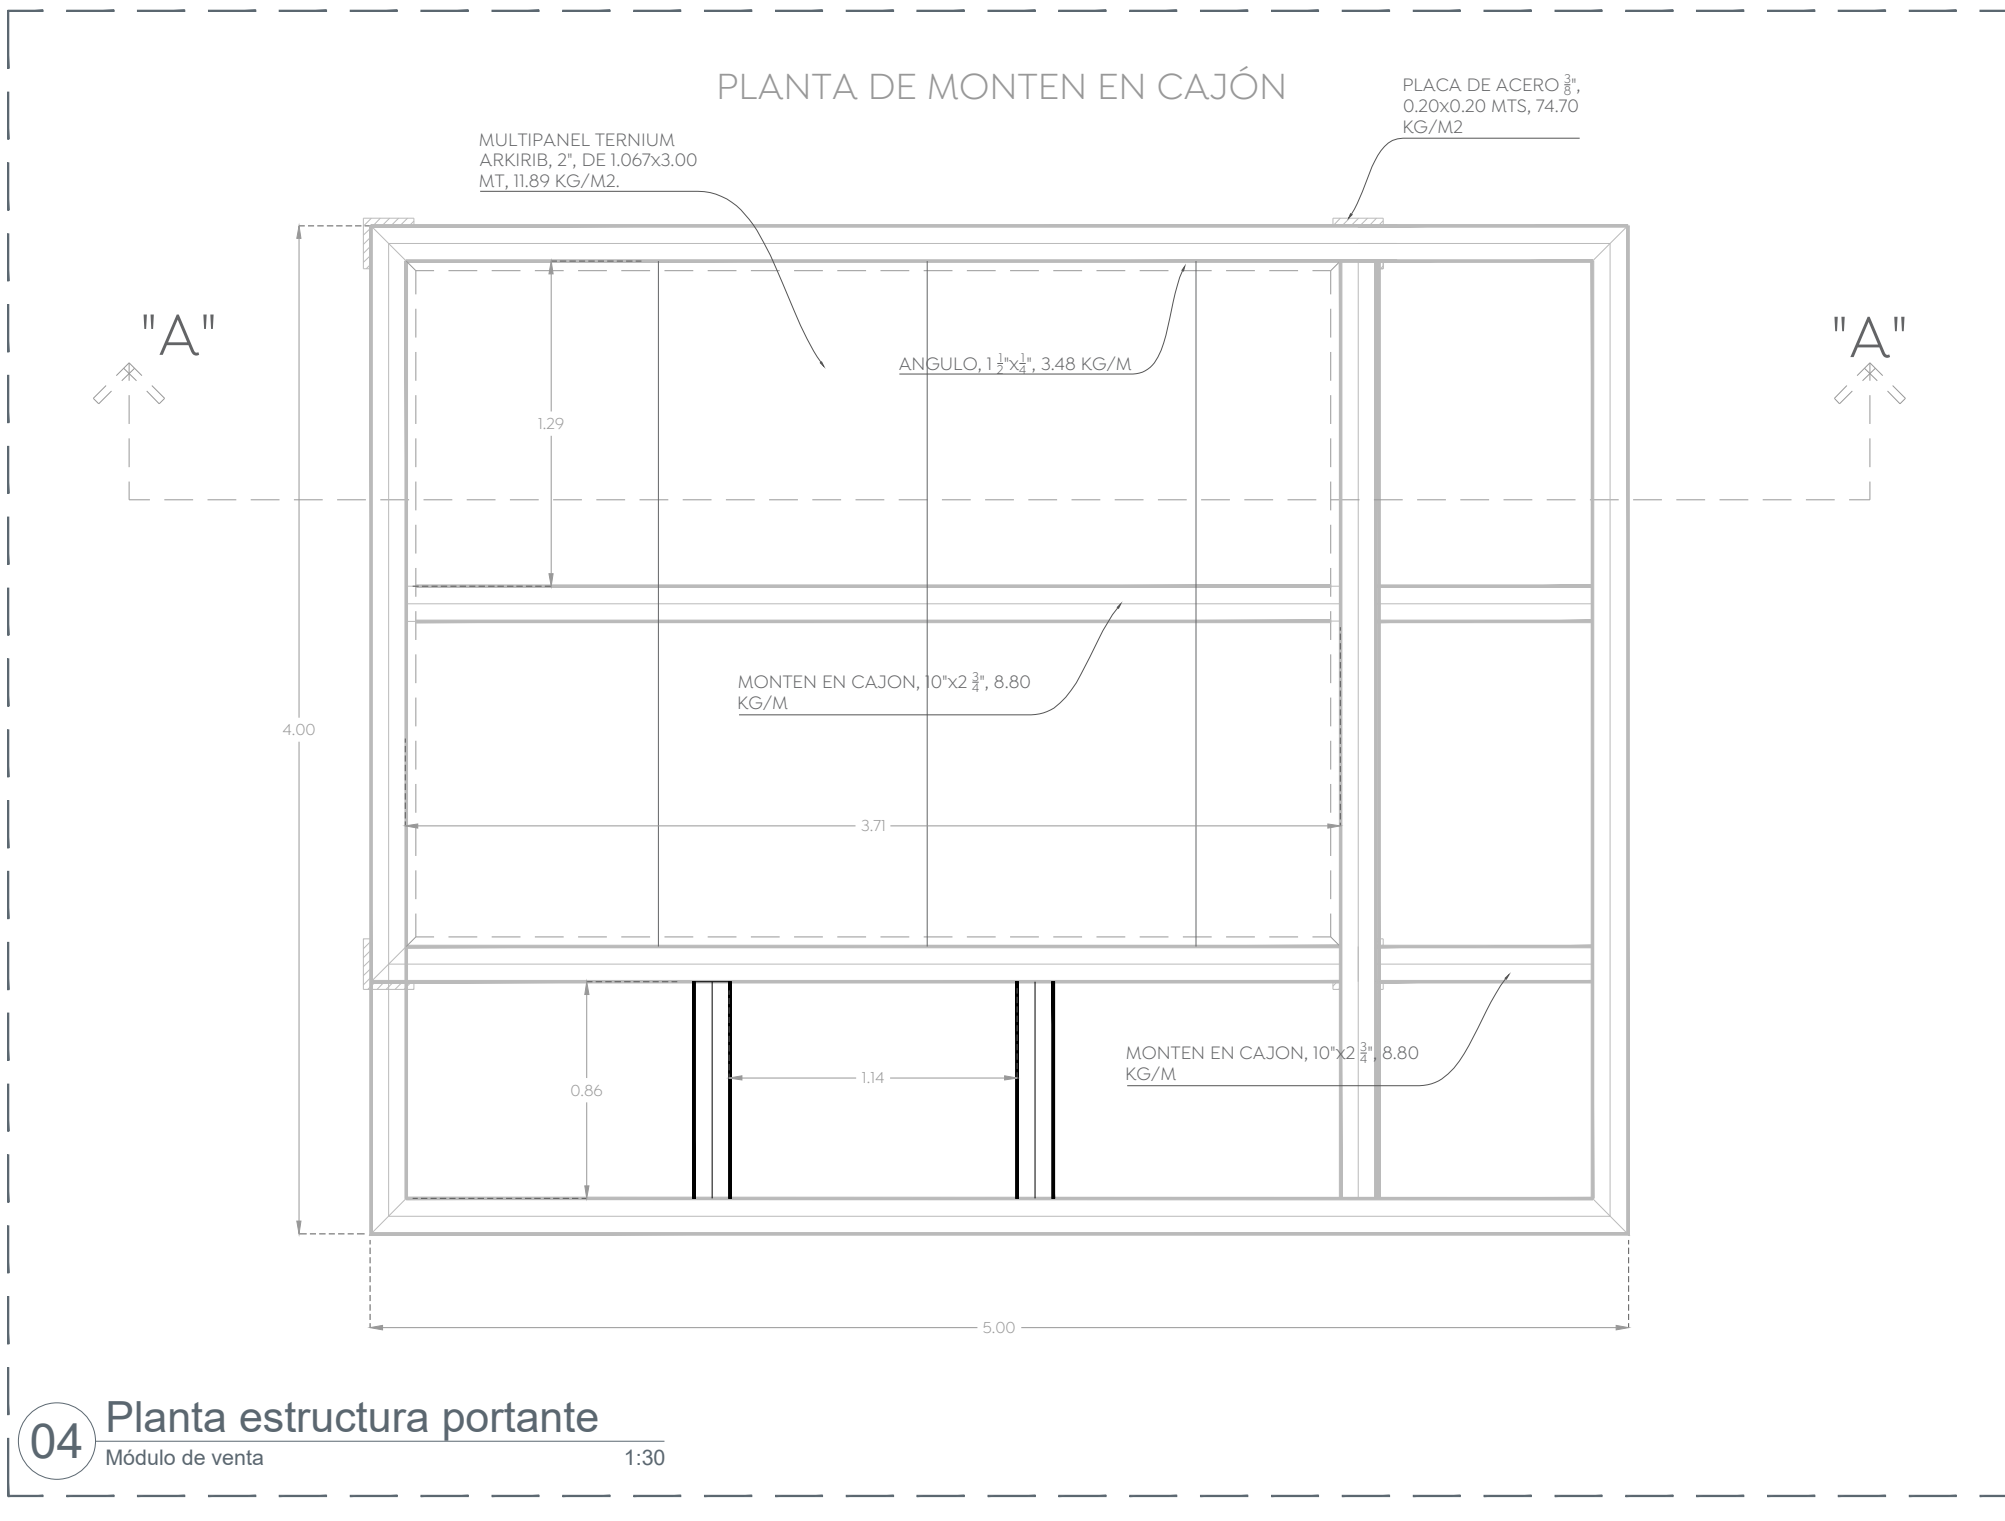 PLANTA DE MONTEN EN CAJÓN
PLACA DE ACERO 3/8",
0.20x0.20 MTS, 74.70
KG/M2
MULTIPANEL TERNIUM
ARKIRIB, 2", DE 1.067x3.00
MT, 11.89 KG/M2.
"A"
"A"
ANGULO, 1 1/2"x1/4", 3.48 KG/M
1.29
MONTEN EN CAJON, 10"x2 3/4", 8.80
KG/M
4.00
3.71
MONTEN EN CAJON, 10"x2 3/4", 8.80
KG/M
1.14
0.86
5.00
04
Planta estructura portante
Módulo de venta 1:30